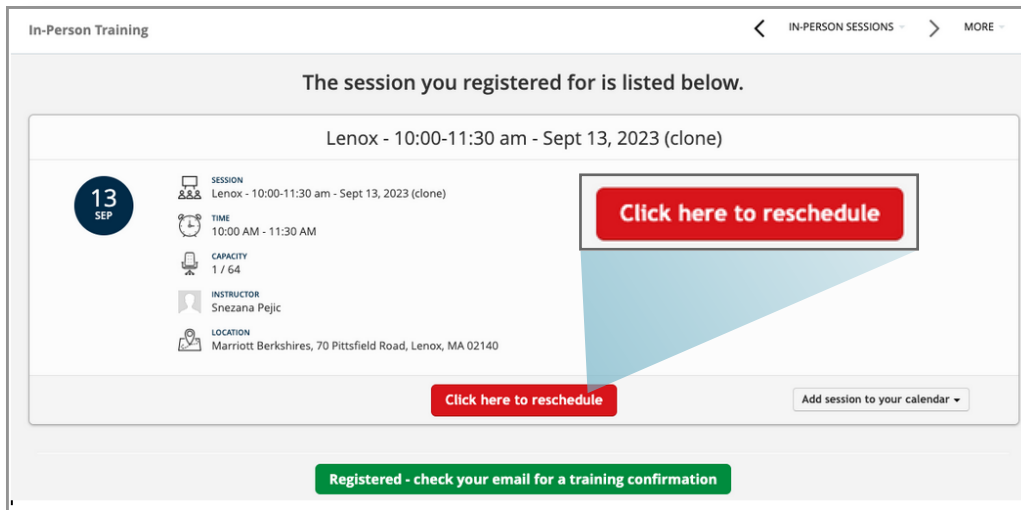 In-Person Training
IN-PERSON SESSIONS
MORE
The session you registered for is listed below.
Lenox - 10:00-11:30 am - Sept 13, 2023 (clone)
13
SEP
SESSION
Lenox - 10:00-11:30 am - Sept 13, 2023 (clone)
TIME
10:00 AM - 11:30 AM
CAPACITY
1 / 64
INSTRUCTOR
Snezana Pejic
LOCATION
Marriott Berkshires, 70 Pittsfield Road, Lenox, MA 02140
Click here to reschedule
Click here to reschedule
Add session to your calendar
Registered - check your email for a training confirmation